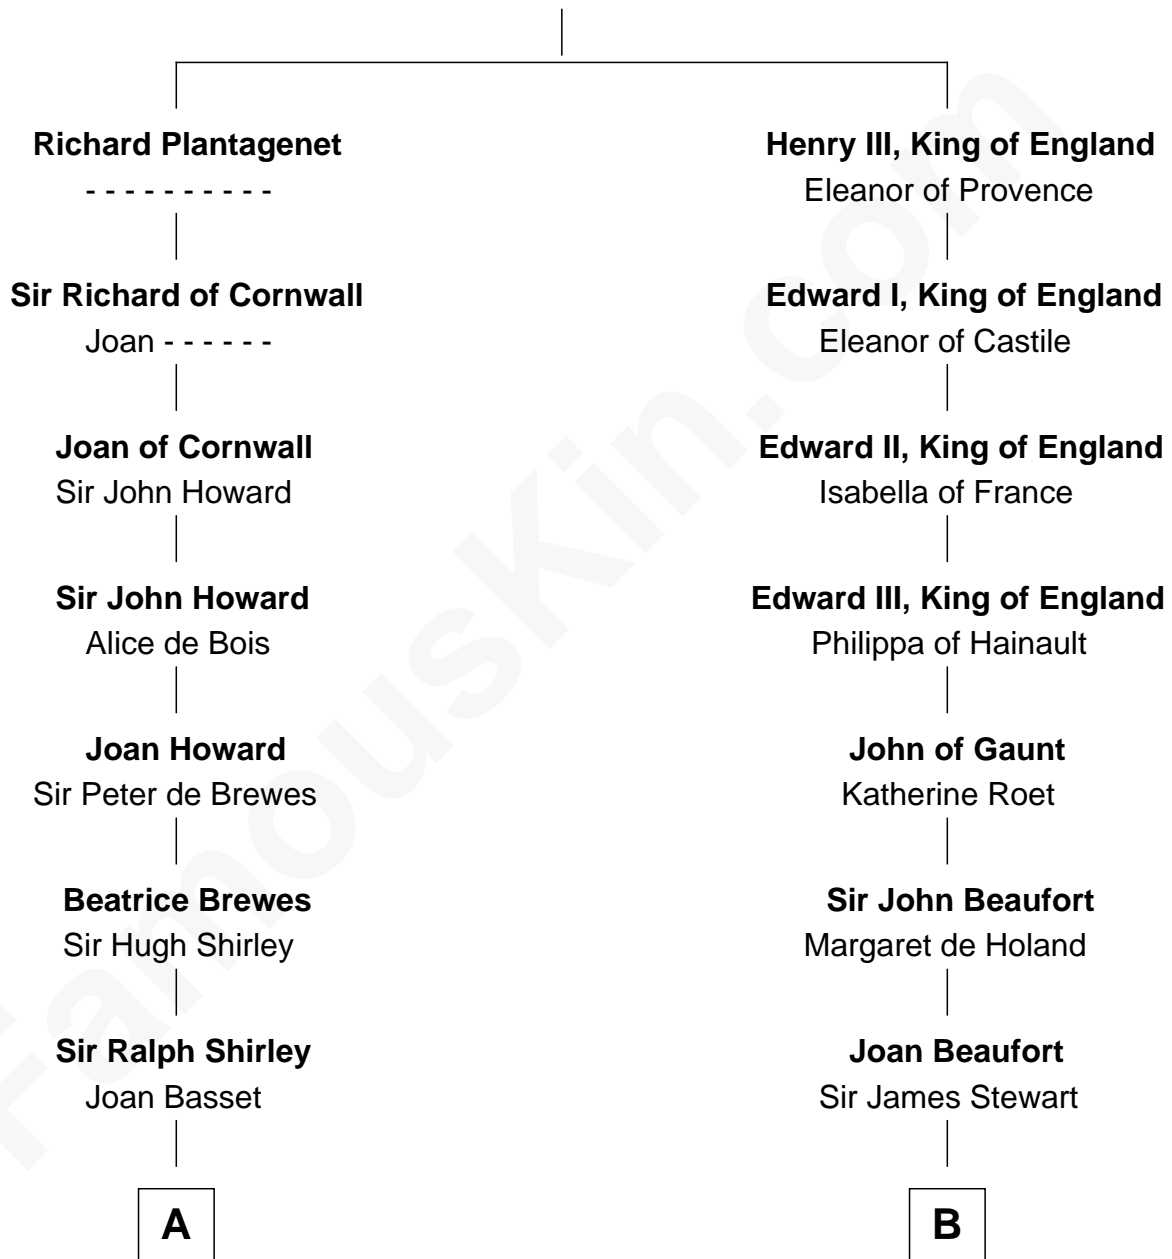 Richard Plantagenet
- - - - - - - - - -
Henry III, King of England
Eleanor of Provence
Sir Richard of Cornwall
Joan - - - - - -
Edward I, King of England
Eleanor of Castile
Joan of Cornwall
Sir John Howard
Edward II, King of England
Isabella of France
Sir John Howard
Alice de Bois
Edward III, King of England
Philippa of Hainault
Joan Howard
Sir Peter de Brewes
John of Gaunt
Katherine Roet
Beatrice Brewes
Sir Hugh Shirley
Sir John Beaufort
Margaret de Holand
Sir Ralph Shirley
Joan Basset
Joan Beaufort
Sir James Stewart
A
B
FamousKin.com